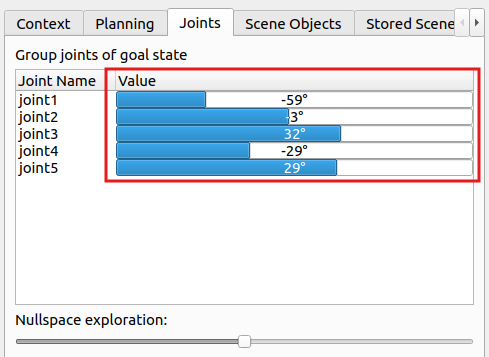 Context Planning Joints Scene Objects Stored Scene
Group joints of goal state
Joint Name Value
joint1 -59°
joint2 -3°
joint3 32°
joint4 -29°
joint5 29°
Nullspace exploration: